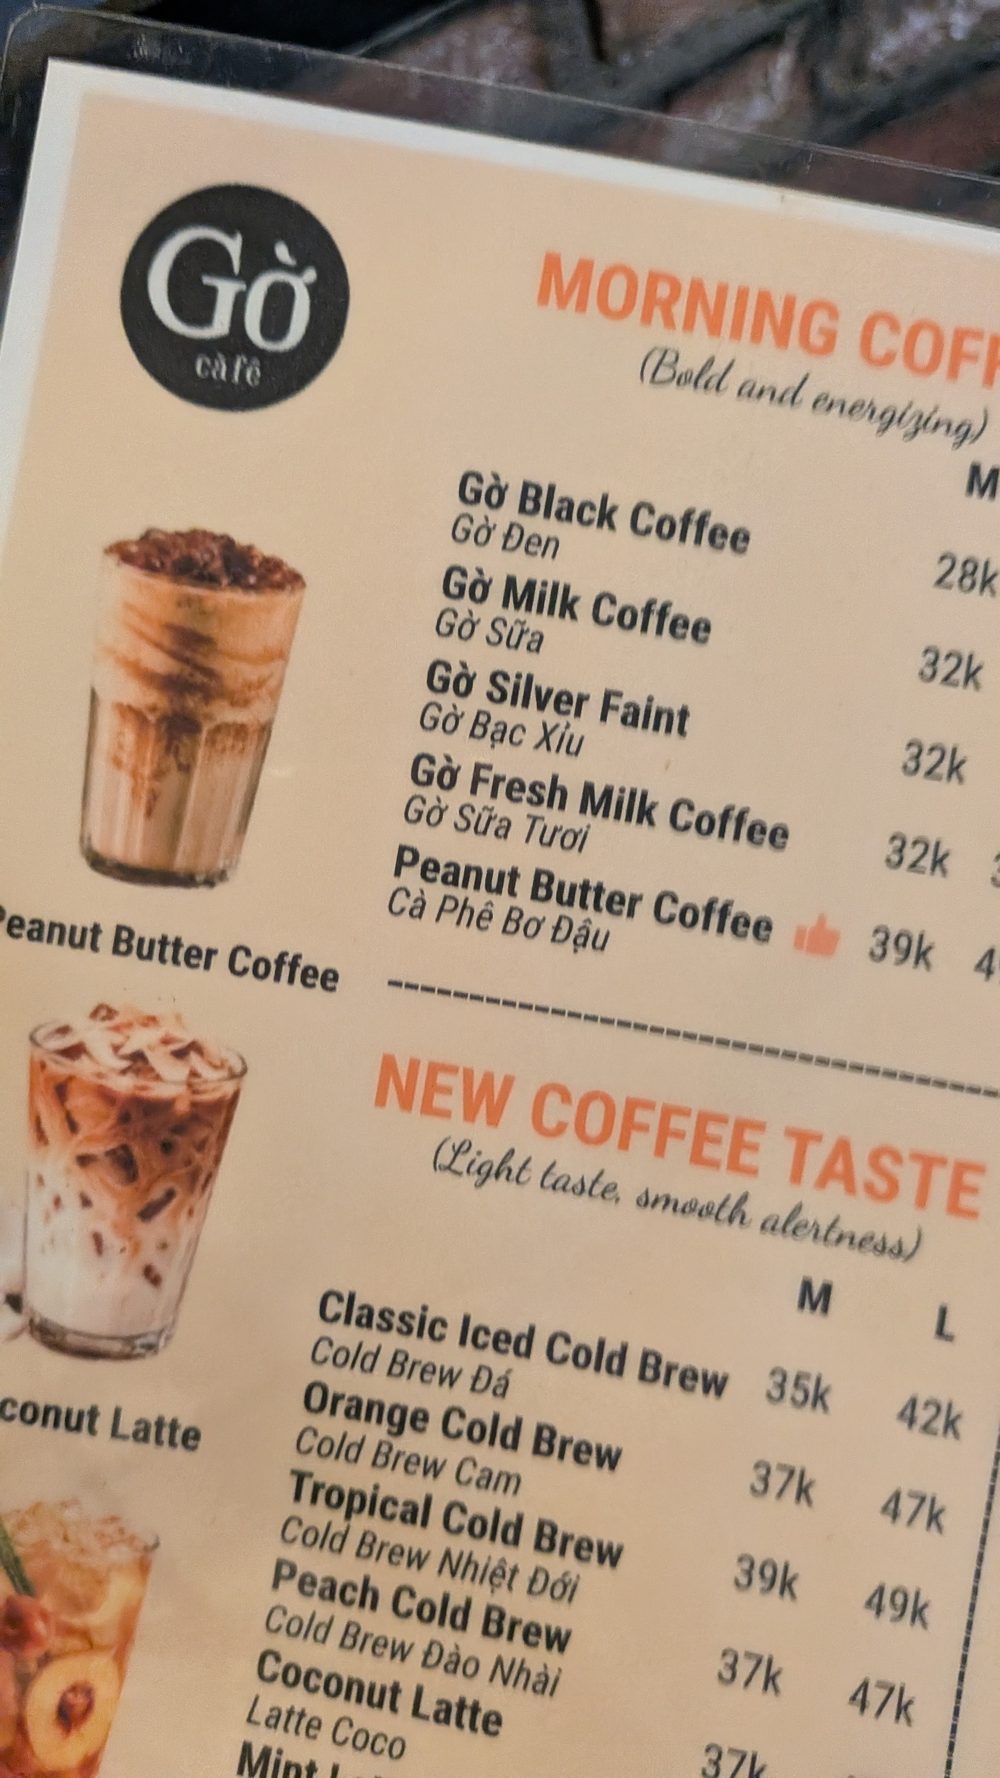 Gờ
cà fê
MORNING COFF
(Bold and energizing)
M
Gờ Black Coffee 28k
Gờ Đen
Gờ Milk Coffee 32k
Gờ Sữa
Gờ Silver Faint 32k
Gờ Bạc Xỉu
Gờ Fresh Milk Coffee 32k
Gờ Sữa Tươi
Peanut Butter Coffee 39k
Cà Phê Bơ Đậu
Peanut Butter Coffee
NEW COFFEE TASTE
(Light taste, smooth alertness)
M L
Classic Iced Cold Brew 35k 42k
Cold Brew Đá
Orange Cold Brew 37k 47k
Cold Brew Cam
Tropical Cold Brew 39k 49k
Cold Brew Nhiệt Đới
Peach Cold Brew 37k 47k
Cold Brew Đào Nhài
Coconut Latte 37k
Latte Coco
Mint
conut Latte